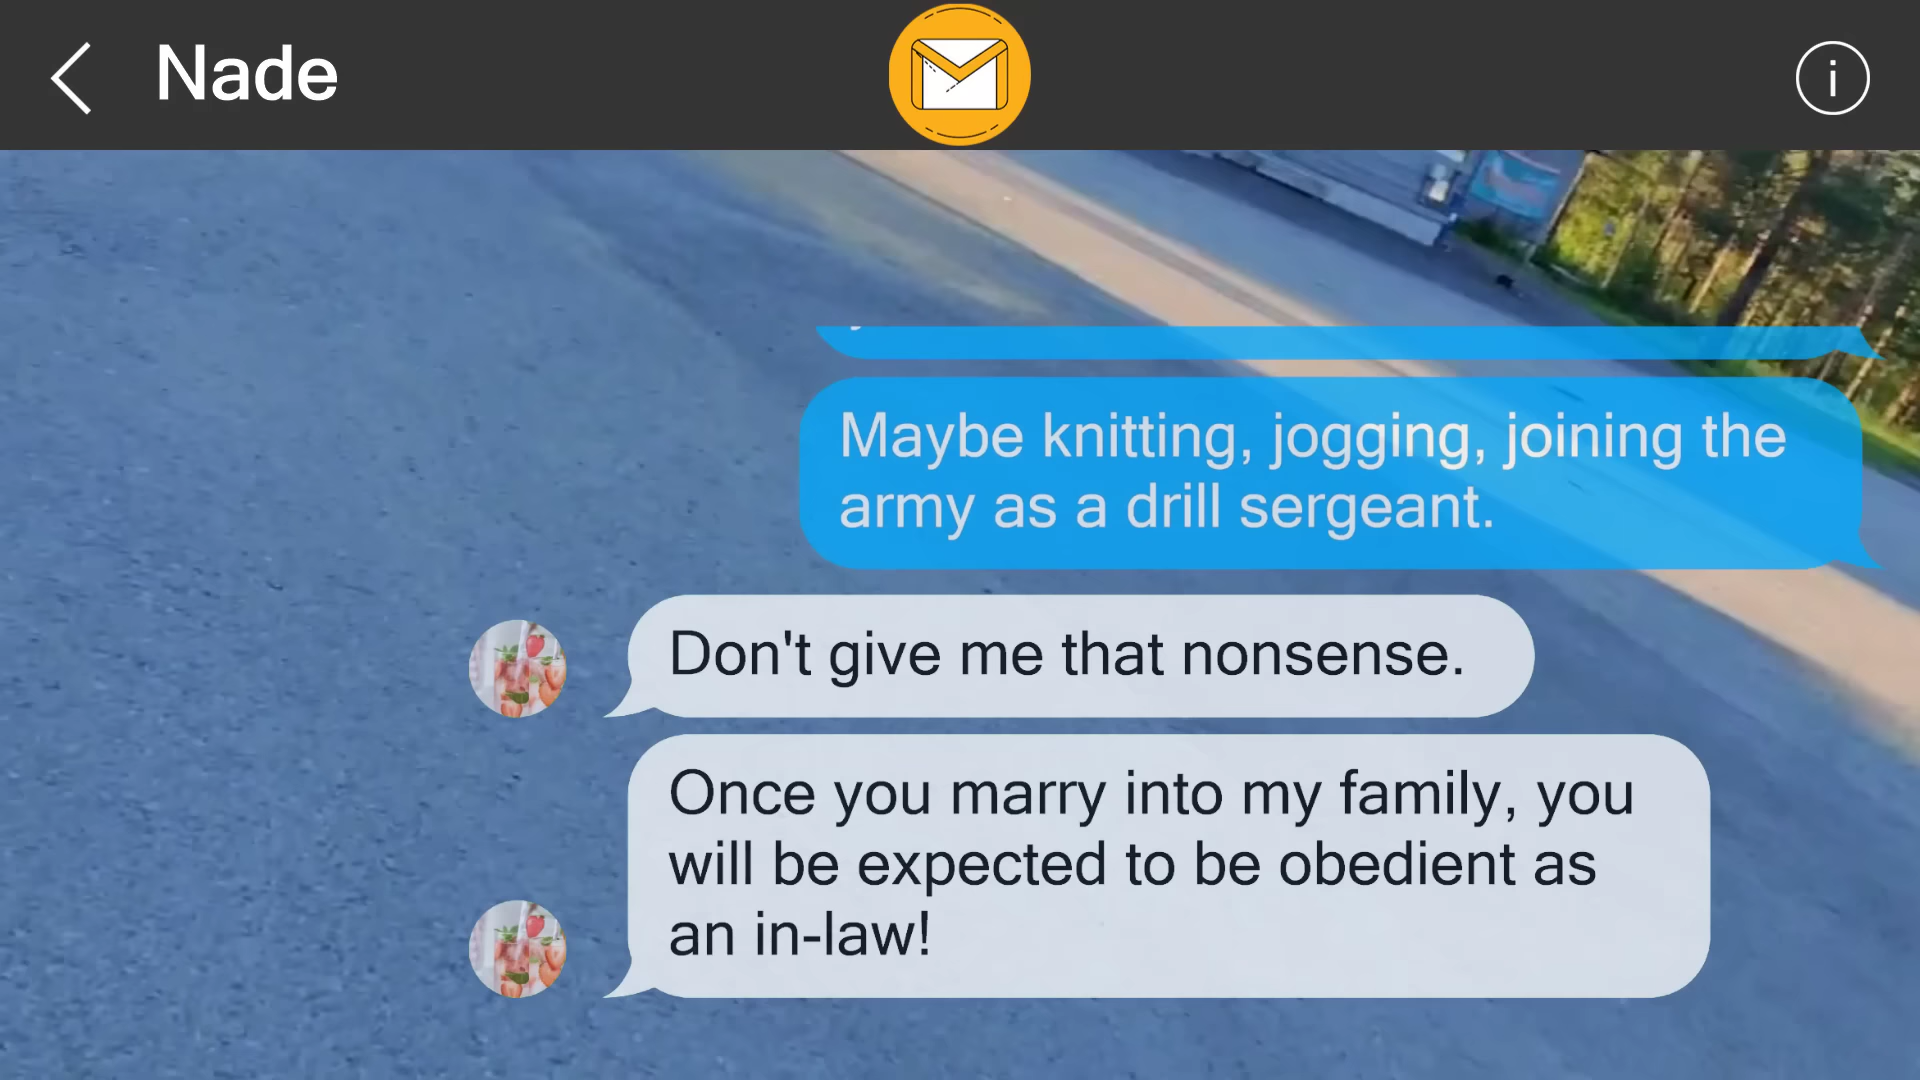 Nade
Maybe knitting, jogging, joining the
army as a drill sergeant.
Don't give me that nonsense.
Once you marry into my family, you
will be expected to be obedient as
an in-law!